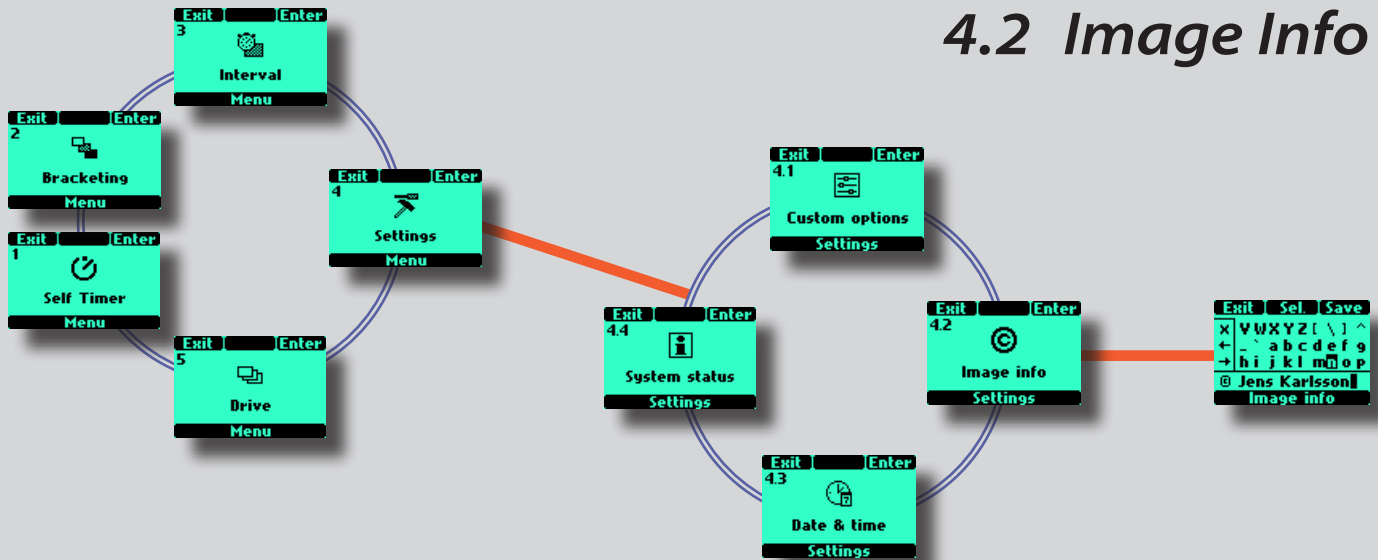 4.2 Image Info
Exit Enter
3
Interval
Menu
Exit Enter
2
Bracketing
Menu
Exit Enter
4
Settings
Menu
Exit Enter
1
Self Timer
Menu
Exit Enter
5
Drive
Menu
Exit Enter
4.1
Custom options
Settings
Exit Enter
4.4
System status
Settings
Exit Enter
4.2
©
Image info
Settings
Exit Enter
4.3
?
Date & time
Settings
Exit Sel. Save
x V W X Y Z [ \ ] ^
← _ ` a b c d e f g
→ h i j k l m n o p
© Jens Karlsson
Image info